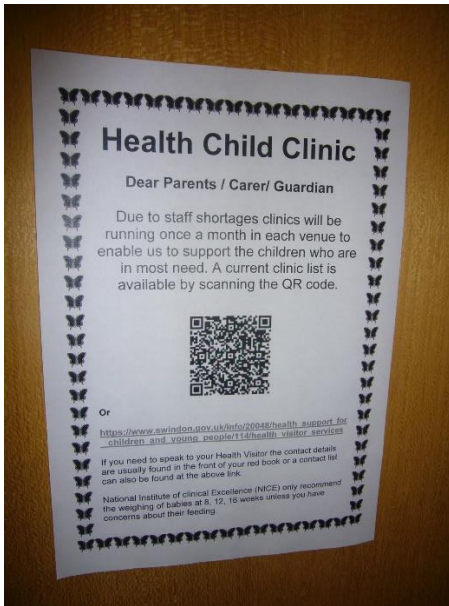 Health Child Clinic
Dear Parents / Carer/ Guardian
Due to staff shortages clinics will be
running once a month in each venue to
enable us to support the children who are
in most need. A current clinic list is
available by scanning the QR code.
Or
https://www.swindon.gov.uk/info/20048/health_support_for
_children_and_young_people/114/health_visitor_services
If you need to speak to your Health Visitor the contact details
are usually found in the front of your red book or a contact list
can also be found at the above link.
National Institute of clinical Excellence (NICE) only recommend
the weighing of babies at 8, 12, 16 weeks unless you have
concerns about their feeding.